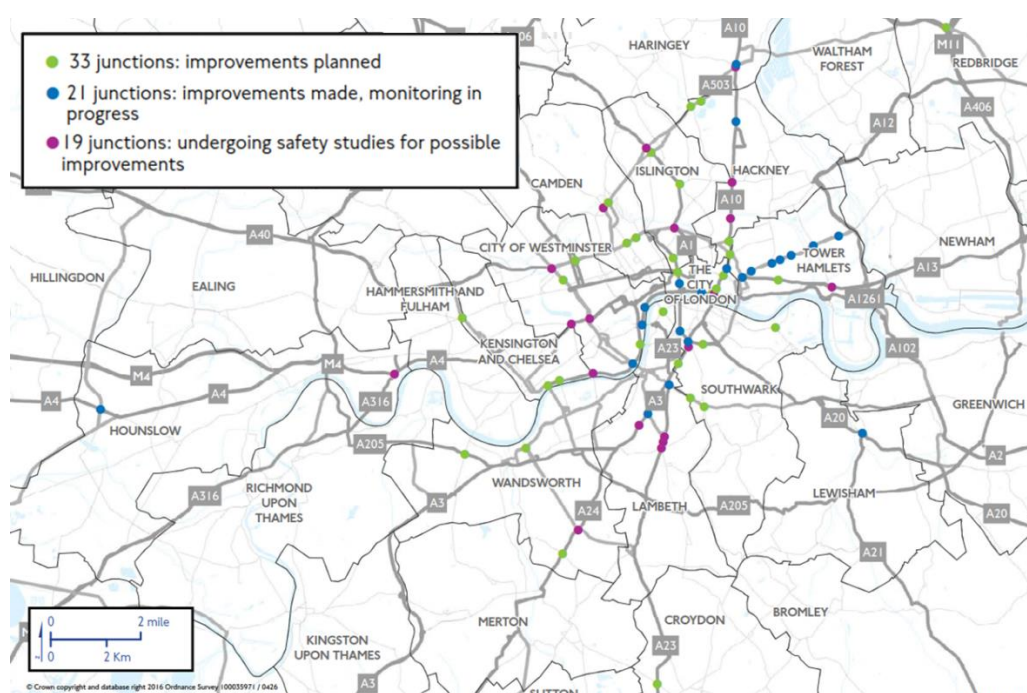 33 junctions: improvements planned
21 junctions: improvements made, monitoring in
progress
19 junctions: undergoing safety studies for possible
improvements
A10
M11
HARINGEY
WALTHAM
FOREST
REDBRIDGE
A503
A406
A12
ISLINGTON
HACKNEY
CAMDEN
A10
A40
CITY OF WESTMINSTER
A1
NEWHAM
TOWER
HAMLETS
A13
HILLINGDON
EALING
HAMMERSMITH AND
FULHAM
THE
CITY
OF LONDON
A1261
KENSINGTON
AND CHELSEA
A23
A102
M4
M4
A4
A4
A4
A316
SOUTHWARK
A3
A20
GREENWICH
HOUNSLOW
A205
A2
RICHMOND
UPON
THAMES
A316
A3
WANDSWORTH
A24
LAMBETH
A205
LEWISHAM
A20
A21
0 2 mile
0 2 Km
MERTON
CROYDON
BROMLEY
KINGSTON
UPON THAMES
A23
A3
SUTTON
© Crown copyright and database right 2016 Ordnance Survey 100035971 / 0426